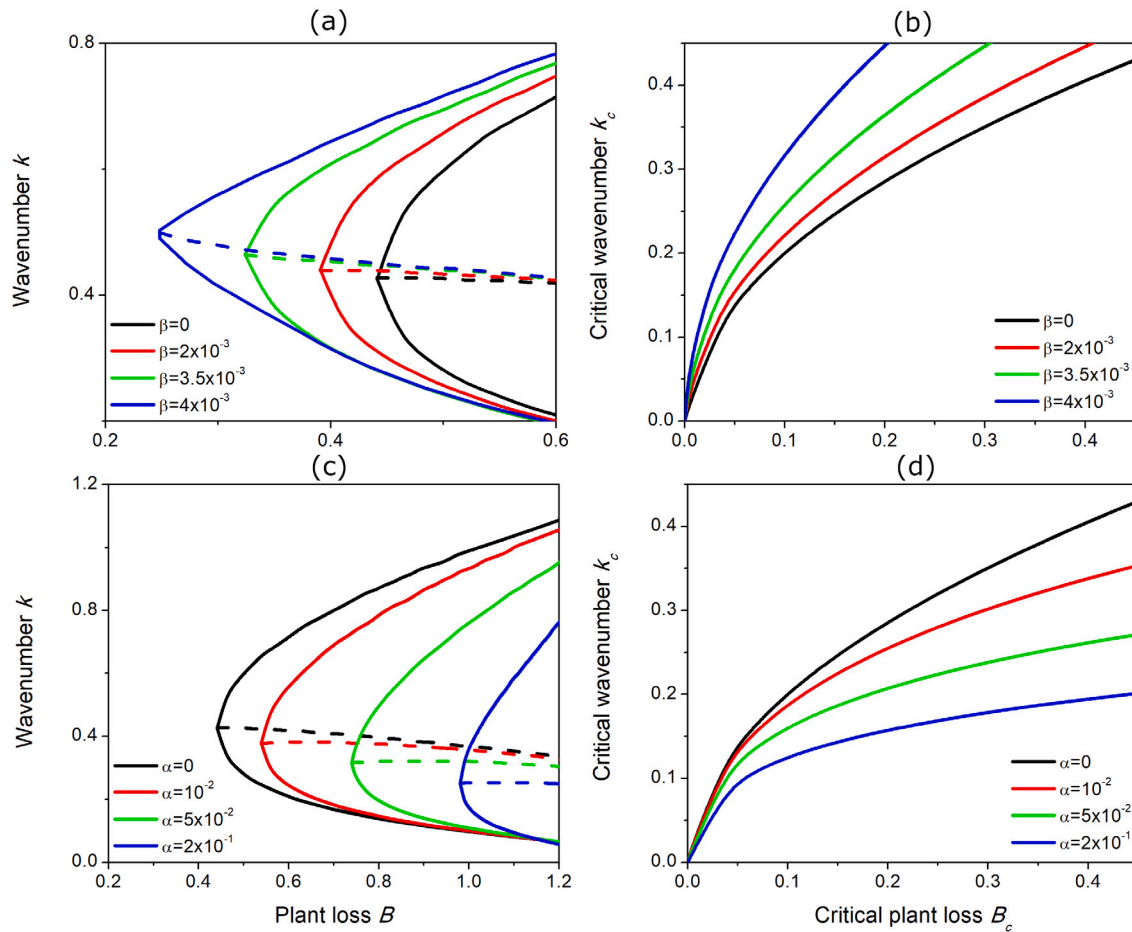 (a)
0.8
0.4
Wavenumber k
β=0
β=2x10⁻³
β=3.5x10⁻³
β=4x10⁻³
0.2 0.4 0.6
(b)
0.4
0.3
0.2
0.1
0.0
Critical wavenumber k_c
β=0
β=2x10⁻³
β=3.5x10⁻³
β=4x10⁻³
0.0 0.1 0.2 0.3 0.4
(c)
1.2
0.8
0.4
0.0
Wavenumber k
α=0
α=10⁻²
α=5x10⁻²
α=2x10⁻¹
0.2 0.4 0.6 0.8 1.0 1.2
Plant loss B
(d)
0.4
0.3
0.2
0.1
0.0
Critical wavenumber k_c
α=0
α=10⁻²
α=5x10⁻²
α=2x10⁻¹
0.0 0.1 0.2 0.3 0.4
Critical plant loss B_c